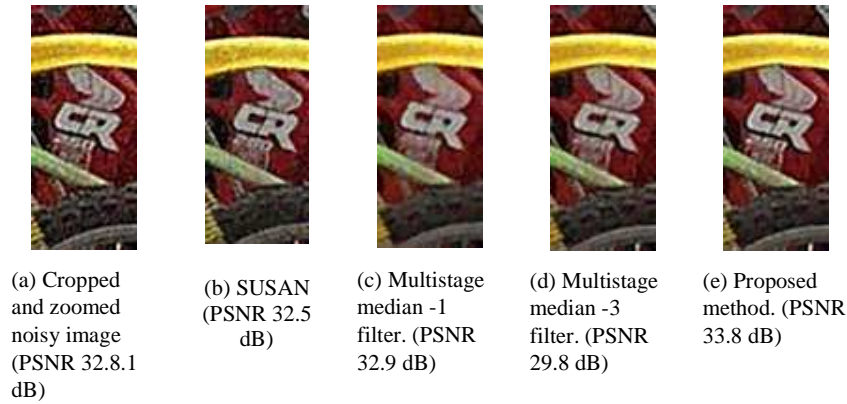 CR
CR
CR
CR
CR
(a) Cropped
and zoomed
noisy image
(PSNR 32.8.1
dB)
(b) SUSAN
(PSNR 32.5
dB)
(c) Multistage
median -1
filter. (PSNR
32.9 dB)
(d) Multistage
median -3
filter. (PSNR
29.8 dB)
(e) Proposed
method. (PSNR
33.8 dB)